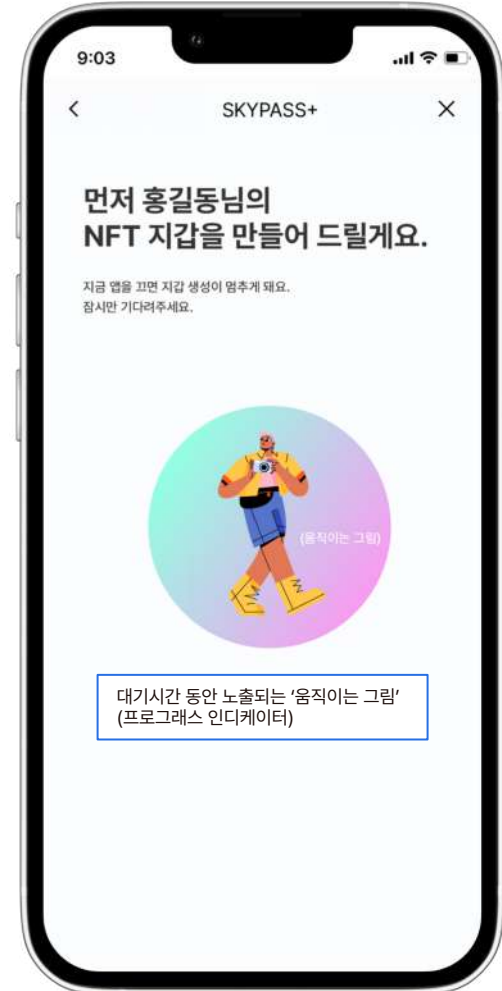 9:03
SKYPASS+
먼저 홍길동님의
NFT 지갑을 만들어 드릴게요.
지금 앱을 끄면 지갑 생성이 멈추게 돼요.
잠시만 기다려주세요.
(움직이는 그림)
대기시간 동안 노출되는 ‘움직이는 그림’
(프로그래스 인디케이터)